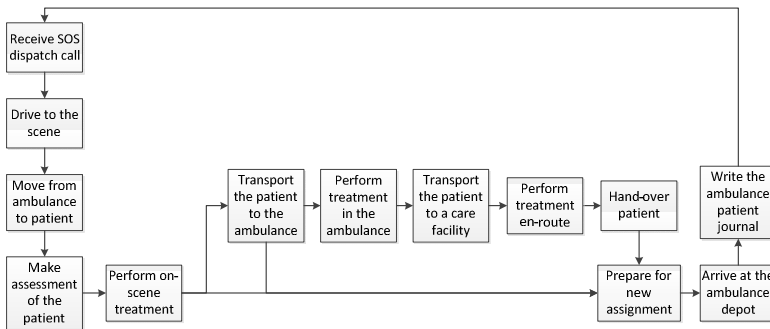 Receive SOS
dispatch call
Drive to the
scene
Move from
ambulance
to patient
Make
assessment
of the
patient
Perform on-
scene
treatment
Transport
the patient
to the
ambulance
Perform
treatment
in the
ambulance
Transport
the patient
to a care
facility
Perform
treatment
en-route
Hand-over
patient
Prepare for
new
assignment
Arrive at the
ambulance
depot
Write the
ambulance
patient
journal